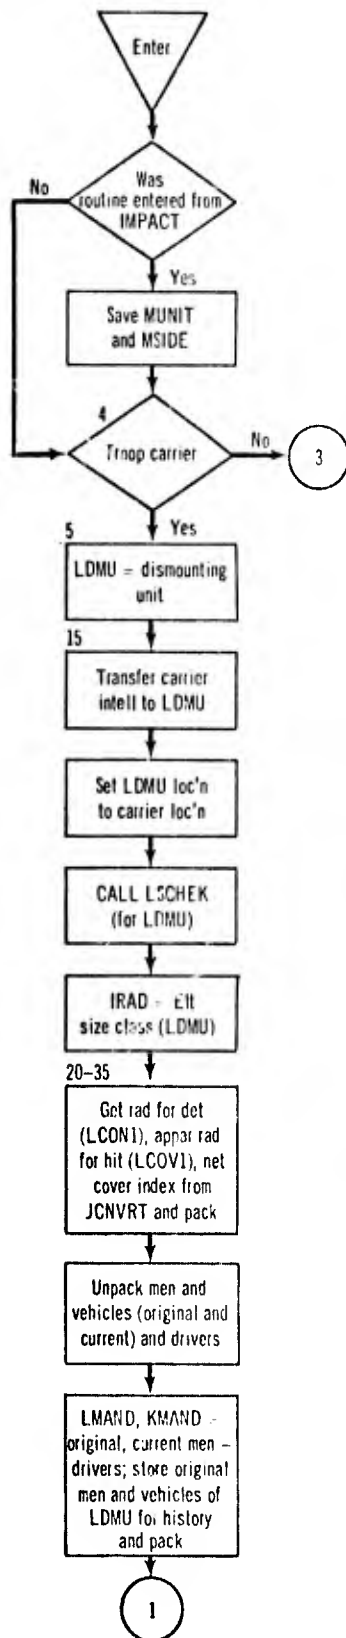 Enter
Was
routine entered from
IMPACT
No
Yes
Save MUNIT
and MSIDE
4
Troop carrier
No
3
Yes
5
LDMU = dismounting
unit
15
Transfer carrier
intell to LDMU
Set LDMU loc'n
to carrier loc'n
CALL LSCHEK
(for LDMU)
IRAD = Elt
size class (LDMU)
20-35
Get rad for det
(LCON1), appar rad
for hit (LCOV1), net
cover index from
JCNVRT and pack
Unpack men and
vehicles (original and
current) and drivers
LMAND, KMAND =
original, current men –
drivers; store original
men and vehicles of
LDMU for history
and pack
1